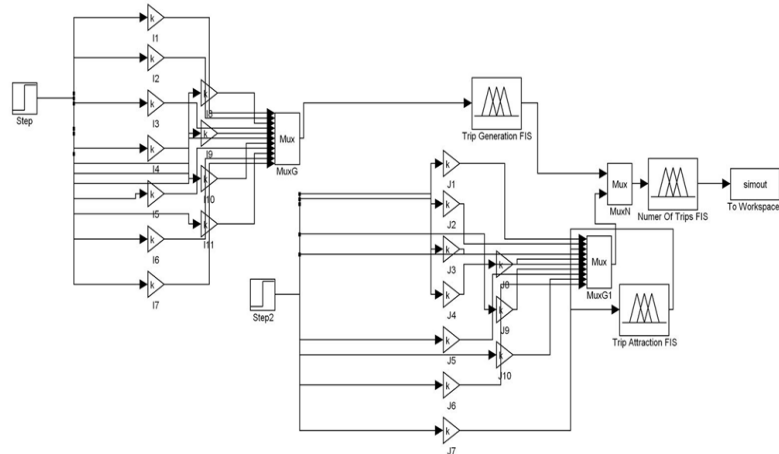 Step
k
I1
k
I2
k
I3
k
I4
k
I5
k
I6
k
I7
k
I8
k
I9
k
I10
k
I11
Mux
MuxG
Trip Generation FIS
Step2
k
J1
k
J2
k
J3
k
J4
k
J5
k
J6
k
J7
k
J8
k
J9
k
J10
Mux
MuxG1
Trip Attraction FIS
Mux
MuxN
Numer Of Trips FIS
simout
To Workspace